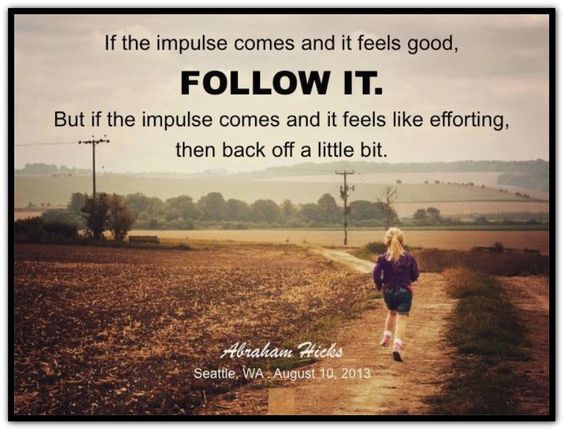 If the impulse comes and it feels good,
FOLLOW IT.
But if the impulse comes and it feels like efforting,
then back off a little bit.
Abraham Hicks
Seattle, WA . August 10, 2013